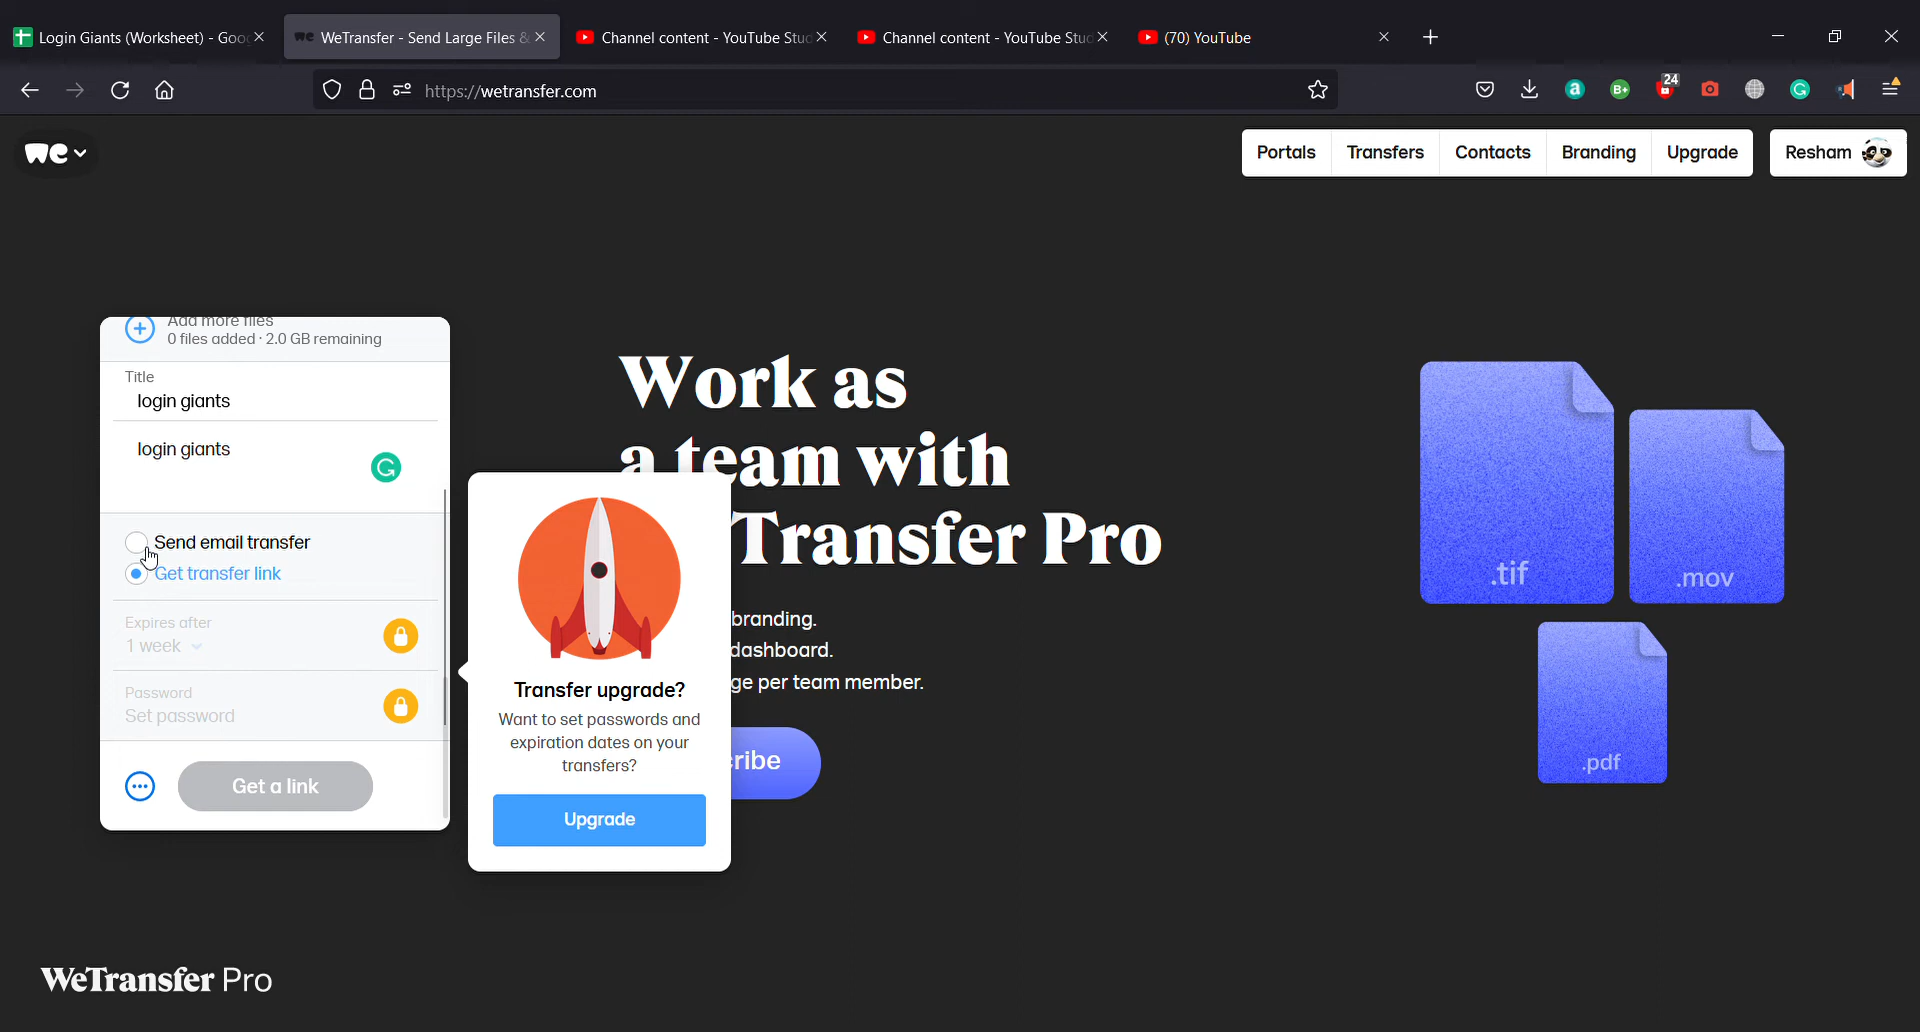 Login Giants (Worksheet) - Goo
WeTransfer - Send Large Files &
Channel content - YouTube Stud
Channel content - YouTube Stud
(70) YouTube
https://wetransfer.com
24
we
Portals
Transfers
Contacts
Branding
Upgrade
Resham
Add more files
0 files added · 2.0 GB remaining
Title
login giants
login giants
Send email transfer
Get transfer link
Expires after
1 week
Password
Set password
Get a link
Transfer upgrade?
Want to set passwords and
expiration dates on your
transfers?
Upgrade
Work as
a team with
Transfer Pro
branding.
dashboard.
ge per team member.
cribe
.tif
.mov
.pdf
WeTransfer Pro